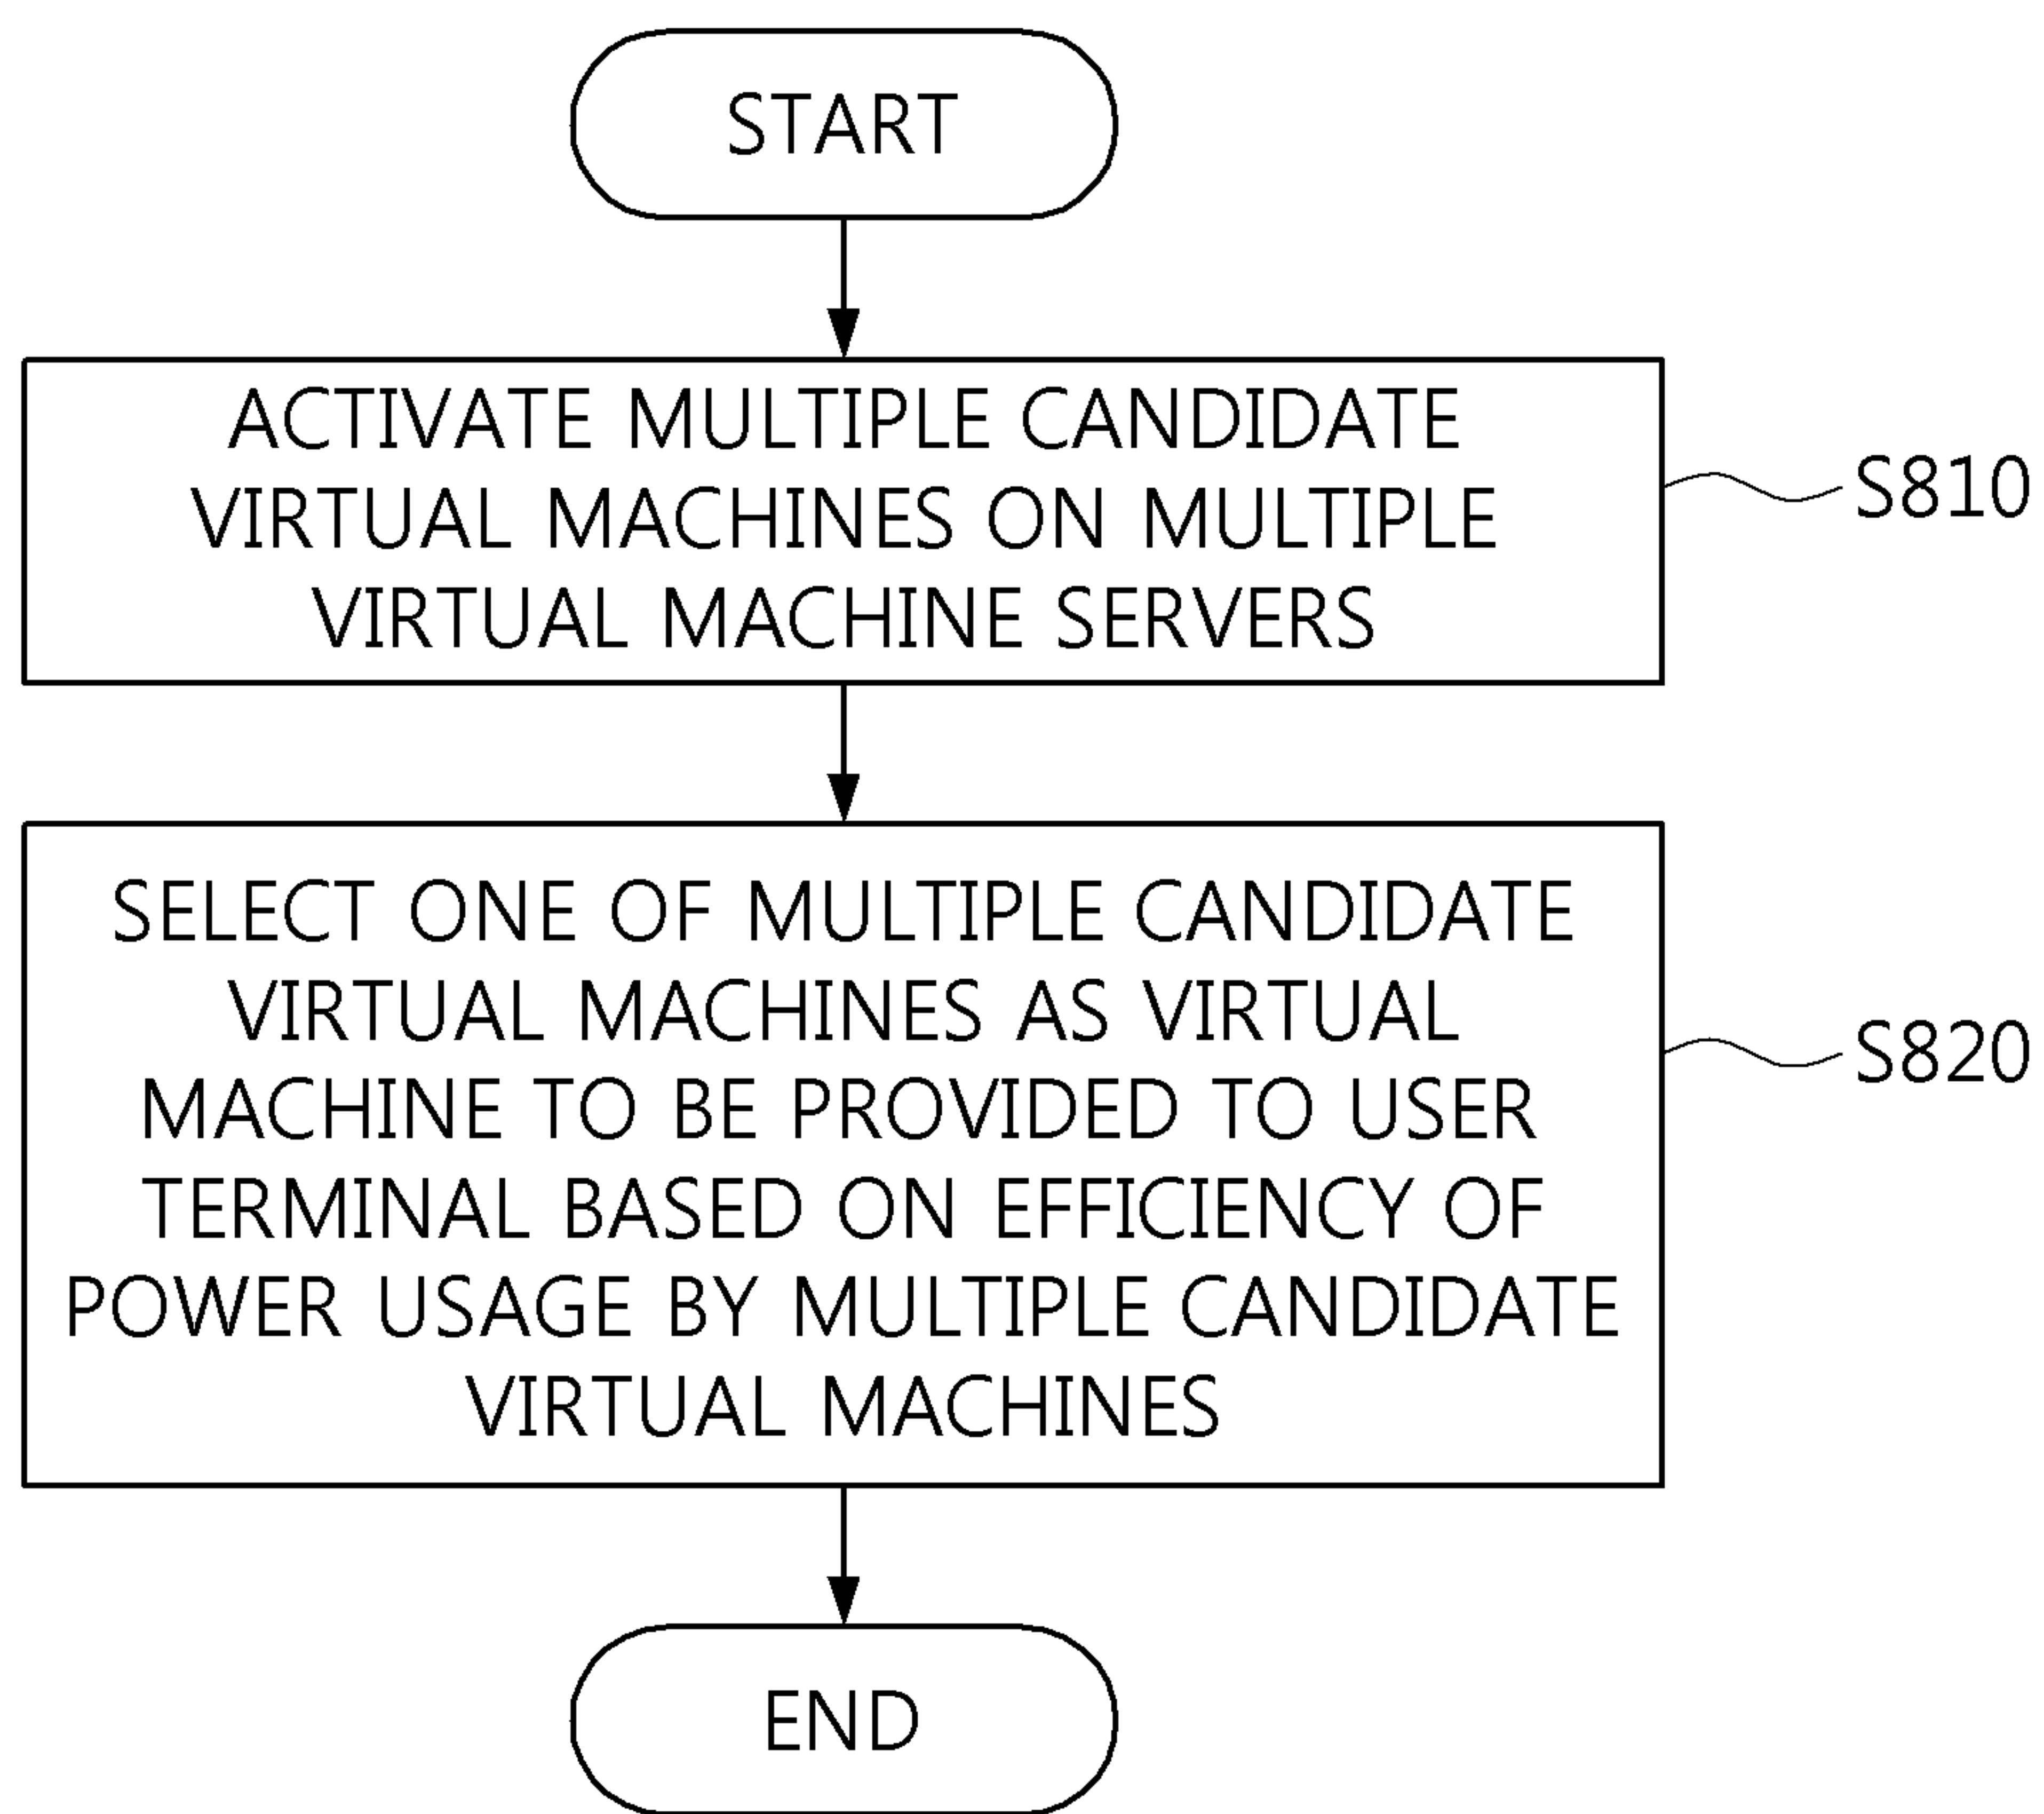 START
ACTIVATE MULTIPLE CANDIDATE
VIRTUAL MACHINES ON MULTIPLE
VIRTUAL MACHINE SERVERS
S810
SELECT ONE OF MULTIPLE CANDIDATE
VIRTUAL MACHINES AS VIRTUAL
MACHINE TO BE PROVIDED TO USER
TERMINAL BASED ON EFFICIENCY OF
POWER USAGE BY MULTIPLE CANDIDATE
VIRTUAL MACHINES
S820
END